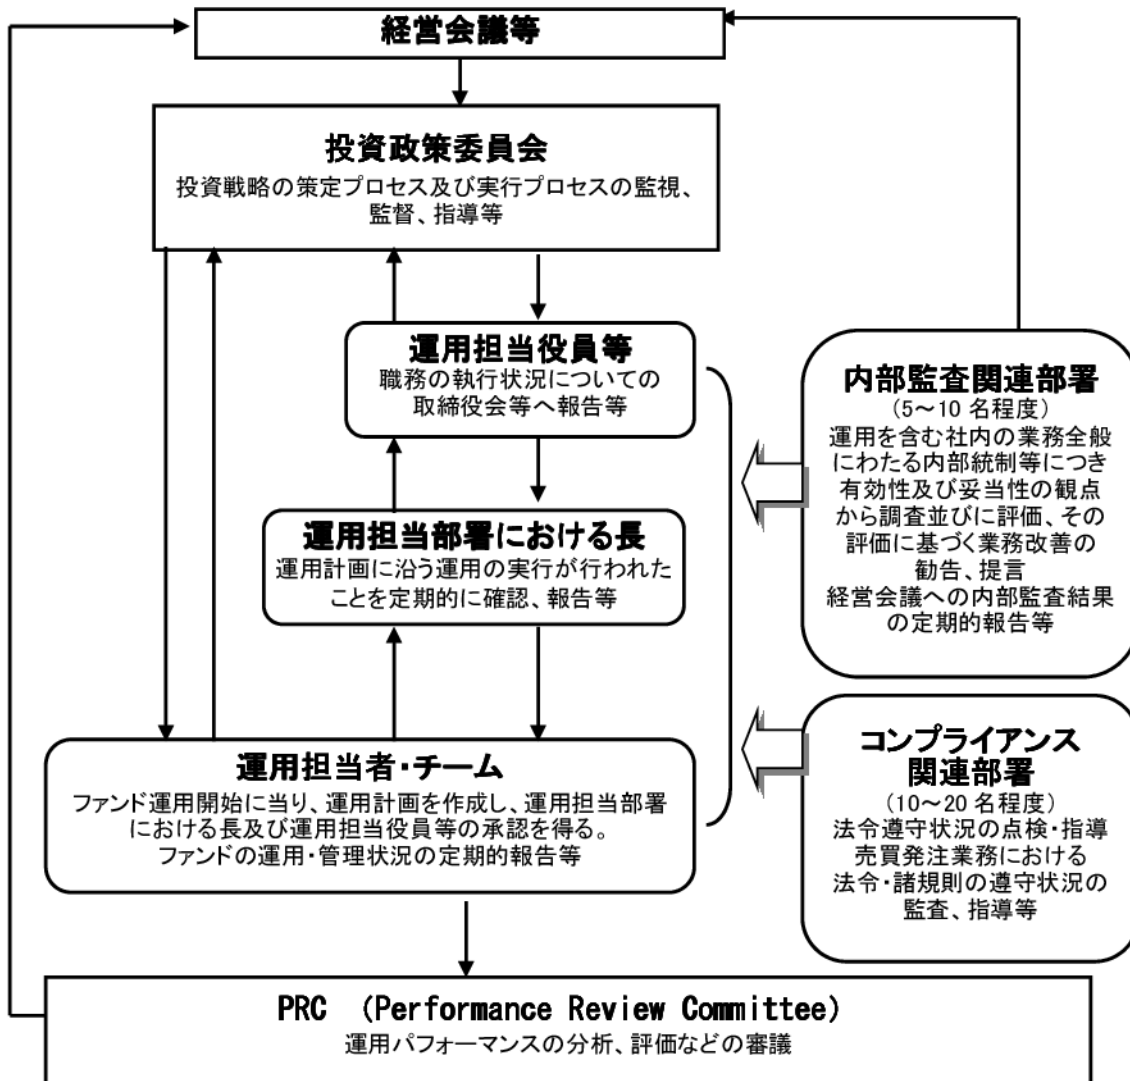 経営会議等
投資政策委員会
投資戦略の策定プロセス及び実行プロセスの監視、
監督、指導等
運用担当役員等
職務の執行状況についての
取締役会等へ報告等
運用担当部署における長
運用計画に沿う運用の実行が行われた
ことを定期的に確認、報告等
運用担当者・チーム
ファンド運用開始に当り、運用計画を作成し、運用担当部署
における長及び運用担当役員等の承認を得る。
ファンドの運用・管理状況の定期的報告等
内部監査関連部署
(5～10 名程度)
運用を含む社内の業務全般
にわたる内部統制等につき
有効性及び妥当性の観点
から調査並びに評価、その
評価に基づく業務改善の
勧告、提言
経営会議への内部監査結果
の定期的報告等
コンプライアンス
関連部署
(10～20 名程度)
法令遵守状況の点検・指導
売買発注業務における
法令・諸規則の遵守状況の
監査、指導等
PRC (Performance Review Committee)
運用パフォーマンスの分析、評価などの審議